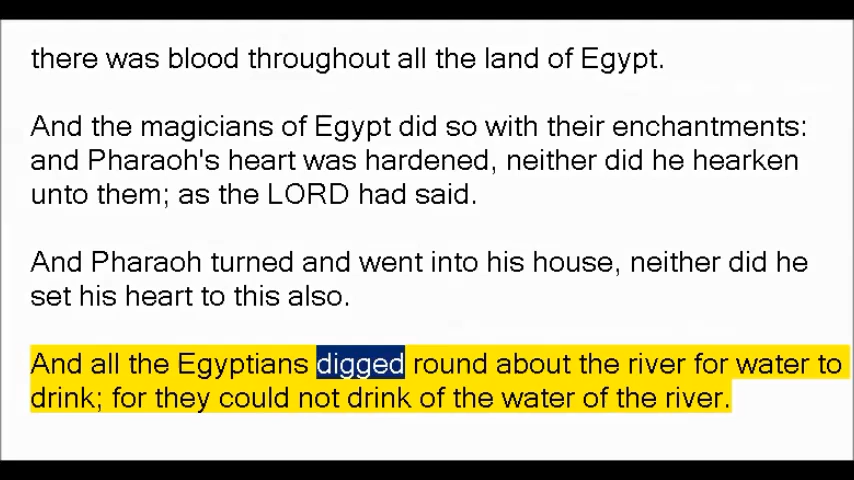 there was blood throughout all the land of Egypt.
And the magicians of Egypt did so with their enchantments:
and Pharaoh's heart was hardened, neither did he hearken
unto them; as the LORD had said.
And Pharaoh turned and went into his house, neither did he
set his heart to this also.
And all the Egyptians digged round about the river for water to
drink; for they could not drink of the water of the river.